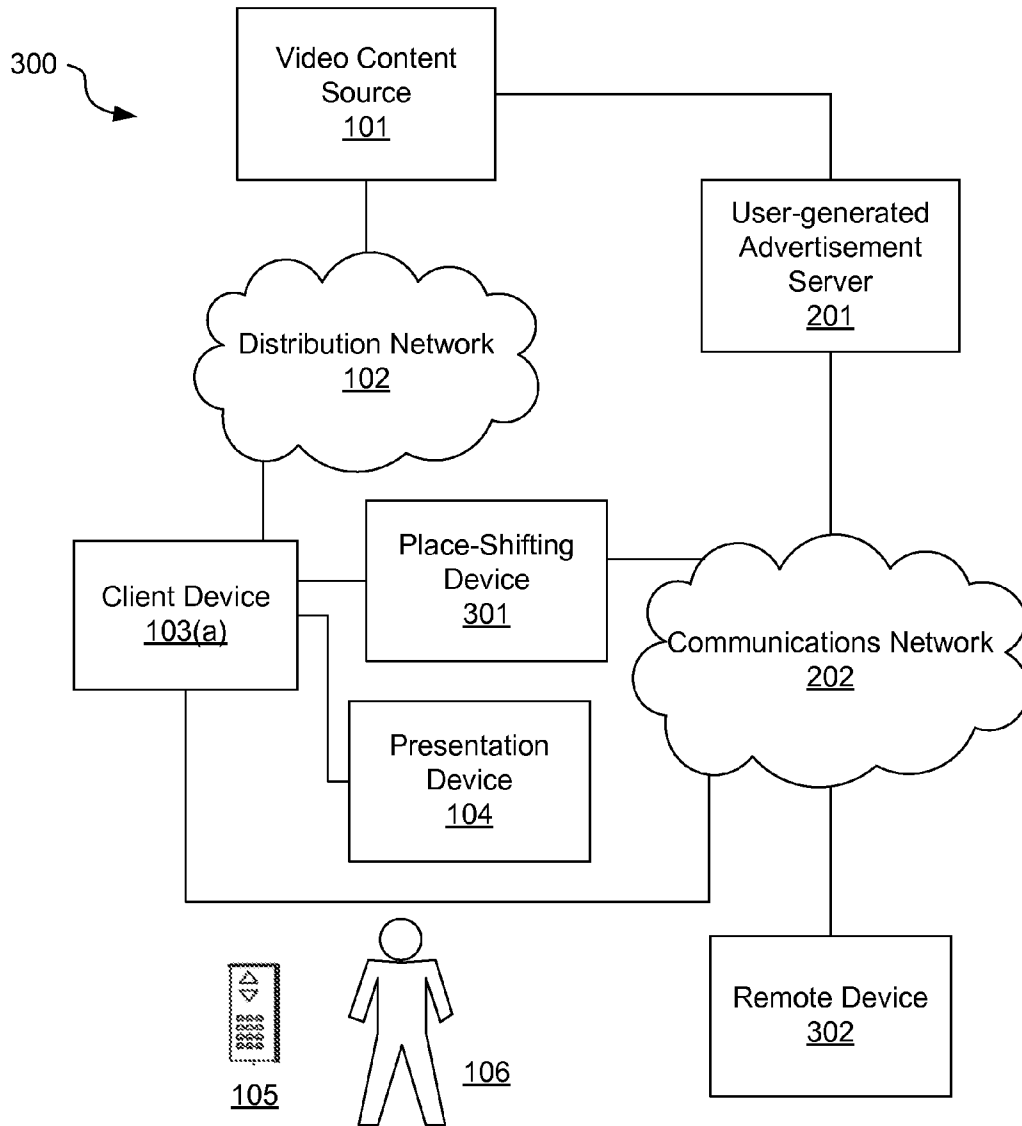 300
Video Content
Source
101
User-generated
Advertisement
Server
201
Distribution Network
102
Place-Shifting
Device
301
Client Device
103(a)
Communications Network
202
Presentation
Device
104
Remote Device
302
105
106